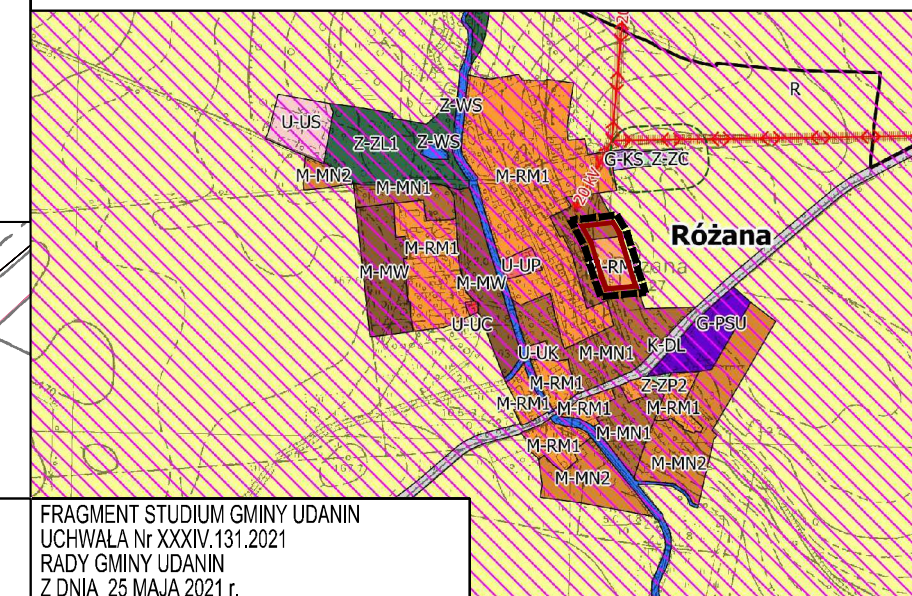 R
Z-WS
U-US
Z-ZL1
Z-WS
G-KS
Z-ZC
M-MN2
M-RM1
M-MN1
20 kV
Różana
M-RM1
U-UP
M-MW
M-MW
U-UC
G-PSU
K-DL
U-UK
M-MN1
M-RM1
Z-ZP2
M-RM1
M-RM1
M-RM1
M-MN1
M-RM1
M-MN2
M-MN2
FRAGMENT STUDIUM GMINY UDANIN
UCHWAŁA Nr XXXIV.131.2021
RADY GMINY UDANIN
Z DNIA 25 MAJA 2021 r.